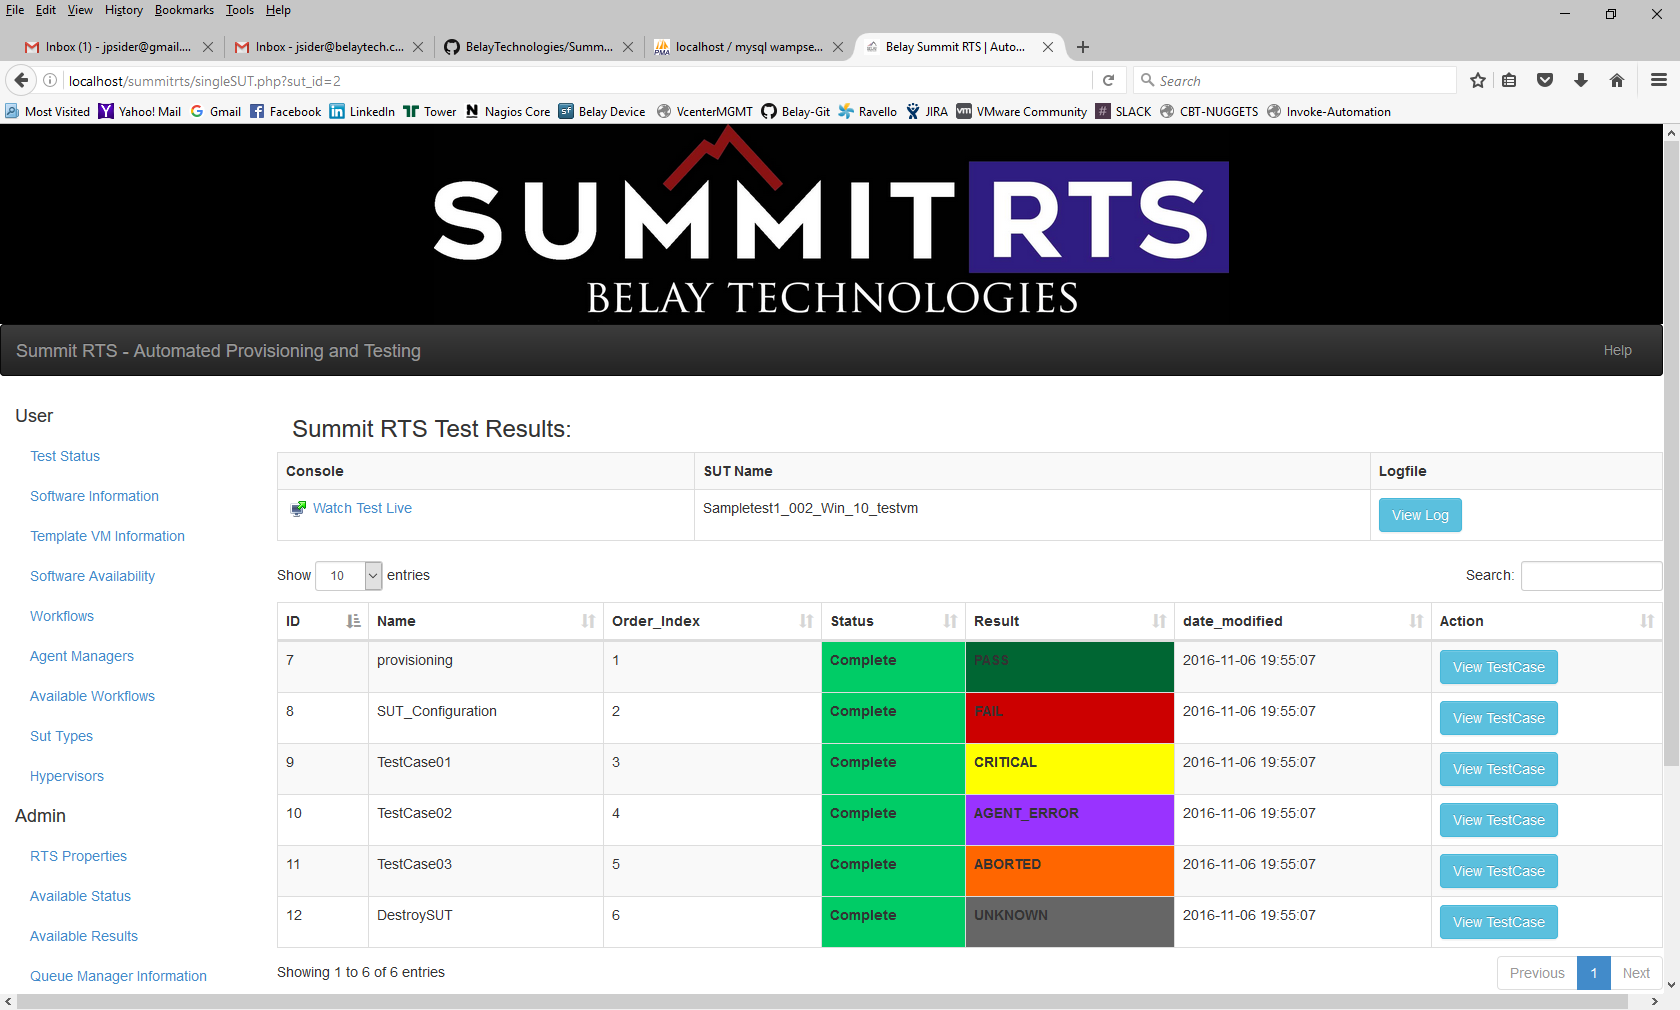 File Edit View History Bookmarks Tools Help
Inbox (1) - jpsider@gmail.... Inbox - jsider@belaytech.c... BelayTechnologies/Summ... localhost / mysql wampse... Belay Summit RTS | Auto...
localhost/summitrts/singleSUT.php?sut_id=2 Search
Most Visited Yahoo! Mail Gmail Facebook LinkedIn Tower Nagios Core Belay Device VcenterMGMT Belay-Git Ravello JIRA VMware Community SLACK CBT-NUGGETS Invoke-Automation
SUMMIT RTS
BELAY TECHNOLOGIES
Summit RTS - Automated Provisioning and Testing Help
User
Test Status
Software Information
Template VM Information
Software Availability
Workflows
Agent Managers
Available Workflows
Sut Types
Hypervisors
Admin
RTS Properties
Available Status
Available Results
Queue Manager Information
Summit RTS Test Results:
Console SUT Name Logfile
Watch Test Live Sampletest1_002_Win_10_testvm View Log
Show 10 entries Search:
ID Name Order_Index Status Result date_modified Action
7 provisioning 1 Complete PASS 2016-11-06 19:55:07 View TestCase
8 SUT_Configuration 2 Complete FAIL 2016-11-06 19:55:07 View TestCase
9 TestCase01 3 Complete CRITICAL 2016-11-06 19:55:07 View TestCase
10 TestCase02 4 Complete AGENT_ERROR 2016-11-06 19:55:07 View TestCase
11 TestCase03 5 Complete ABORTED 2016-11-06 19:55:07 View TestCase
12 DestroySUT 6 Complete UNKNOWN 2016-11-06 19:55:07 View TestCase
Showing 1 to 6 of 6 entries Previous 1 Next